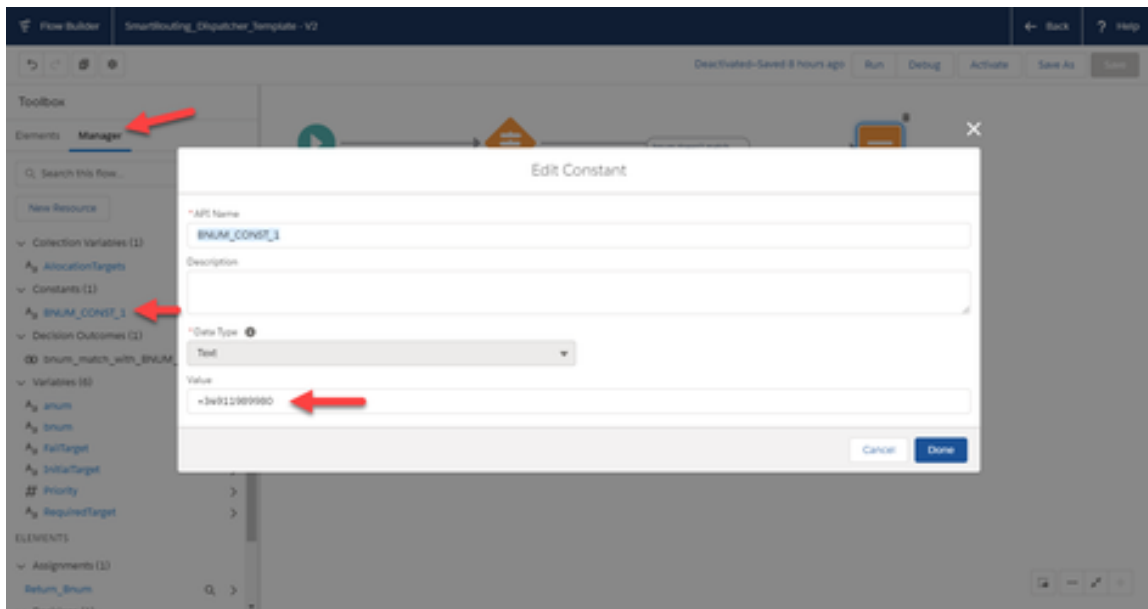 Flow Builder
SmartRouting_Dispatcher_Template - V2
← Back
? Help
Deactivated—Saved 8 hours ago
Run
Debug
Activate
Save As
Save
Toolbox
Elements
Manager
Search this flow...
New Resource
Collection Variables (1)
AllocationTargets
Constants (1)
BNUM_CONST_1
Decision Outcomes (1)
bnum_match_with_BNUM_
Variables (6)
anum
bnum
FailTarget
InitialTarget
Priority
RequiredTarget
ELEMENTS
Assignments (1)
Return_Bnum
Edit Constant
*API Name
BNUM_CONST_1
Description
*Data Type
Text
Value
Cancel
Done